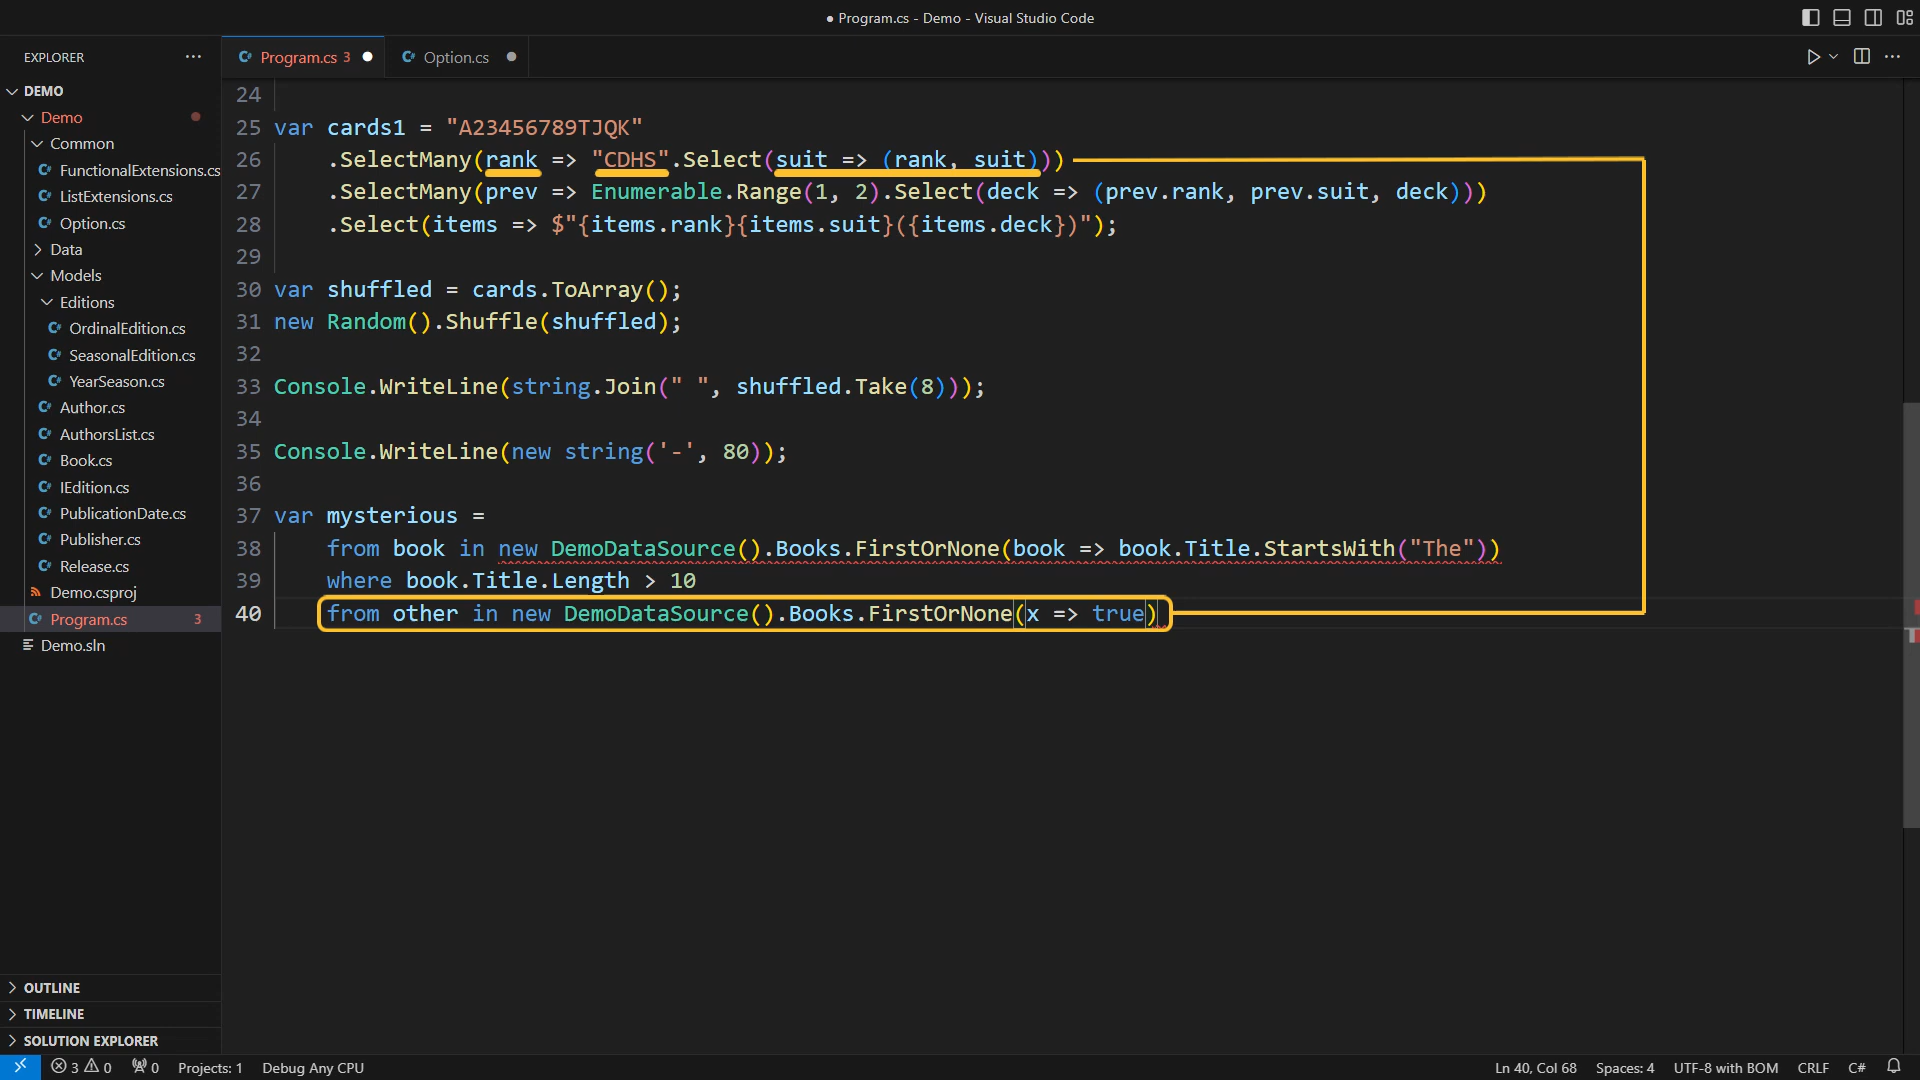 ● Program.cs - Demo - Visual Studio Code
EXPLORER
DEMO
Demo
Common
FunctionalExtensions.cs
ListExtensions.cs
Option.cs
Data
Models
Editions
OrdinalEdition.cs
SeasonalEdition.cs
YearSeason.cs
Author.cs
AuthorsList.cs
Book.cs
IEdition.cs
PublicationDate.cs
Publisher.cs
Release.cs
Demo.csproj
Program.cs 3
Demo.sln
OUTLINE
TIMELINE
SOLUTION EXPLORER
Program.cs 3 ● Option.cs ●
24
25 var cards1 = "A23456789TJQK"
26 .SelectMany(rank => "CDHS".Select(suit => (rank, suit)))
27 .SelectMany(prev => Enumerable.Range(1, 2).Select(deck => (prev.rank, prev.suit, deck)))
28 .Select(items => $"{items.rank}{items.suit}({items.deck})");
29
30 var shuffled = cards.ToArray();
31 new Random().Shuffle(shuffled);
32
33 Console.WriteLine(string.Join(" ", shuffled.Take(8)));
34
35 Console.WriteLine(new string('-', 80));
36
37 var mysterious =
38 from book in new DemoDataSource().Books.FirstOrNone(book => book.Title.StartsWith("The"))
39 where book.Title.Length > 10
40 from other in new DemoDataSource().Books.FirstOrNone(x => true)
3 0 0 Projects: 1 Debug Any CPU Ln 40, Col 68 Spaces: 4 UTF-8 with BOM CRLF C#